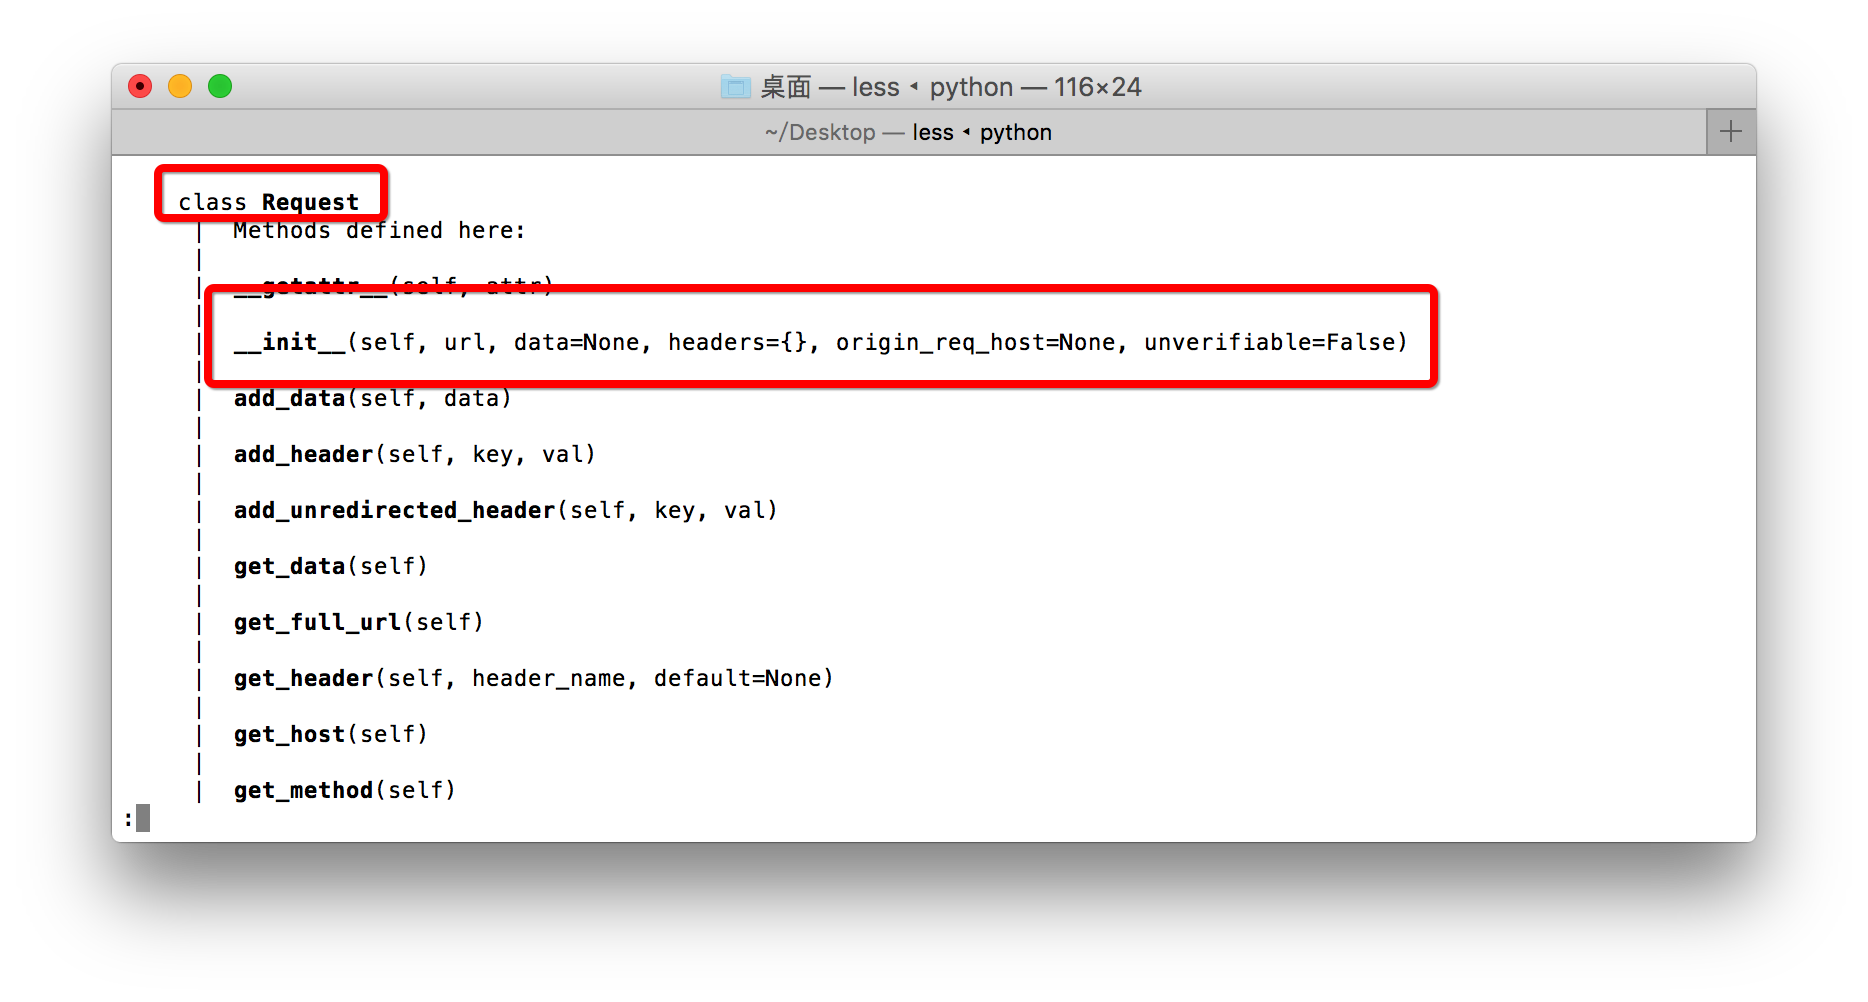 桌面 — less ◂ python — 116×24
~/Desktop — less ◂ python
class Request
|  Methods defined here:
|
|  __getattr__(self, attr)
|
|  __init__(self, url, data=None, headers={}, origin_req_host=None, unverifiable=False)
|
|  add_data(self, data)
|
|  add_header(self, key, val)
|
|  add_unredirected_header(self, key, val)
|
|  get_data(self)
|
|  get_full_url(self)
|
|  get_header(self, header_name, default=None)
|
|  get_host(self)
|
|  get_method(self)
: